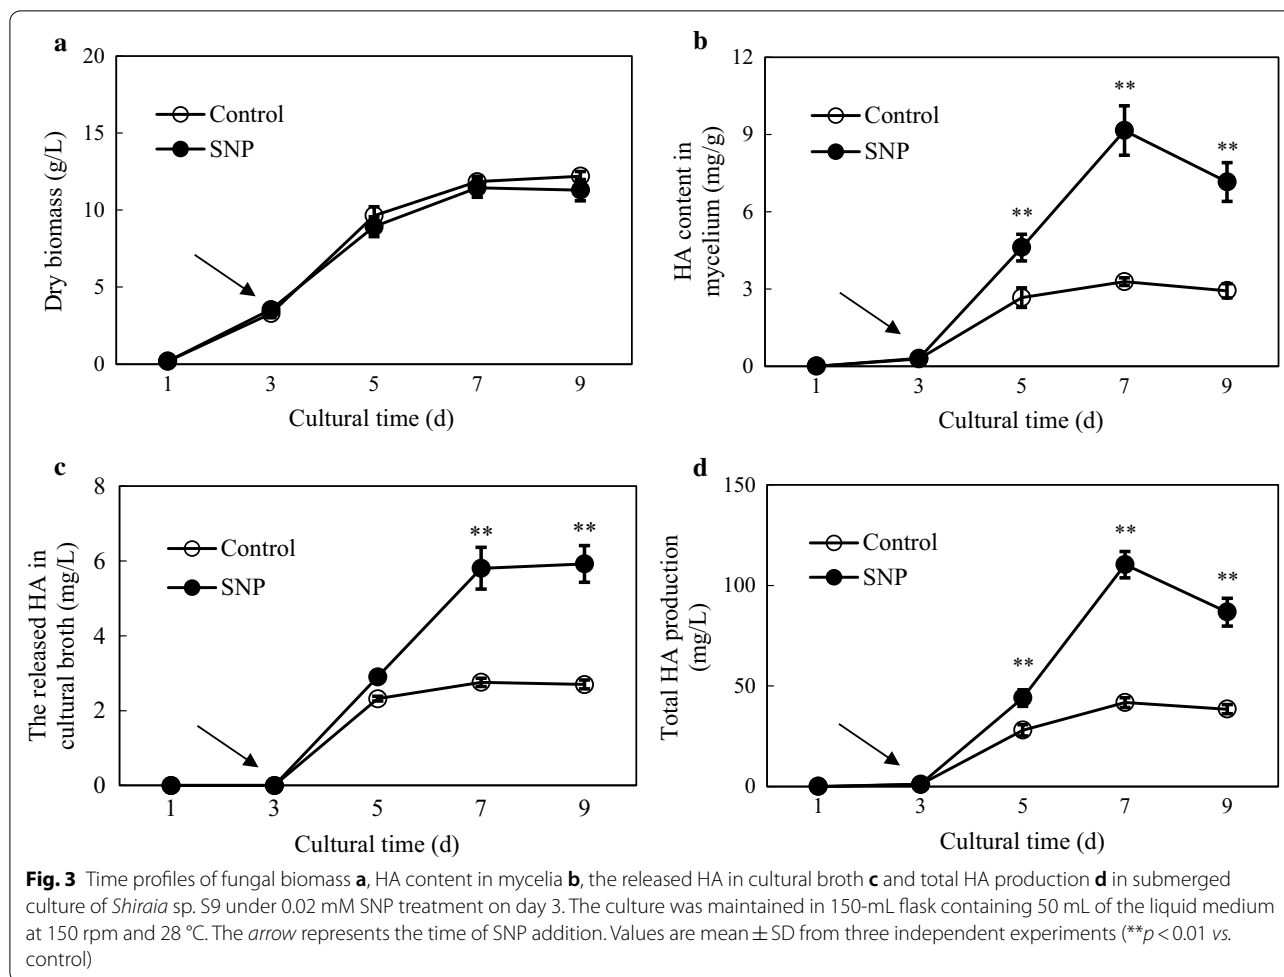 a
20
15
10
5
0
Dry biomass (g/L)
Control
SNP
1 3 5 7 9
Cultural time (d)
b
12
9
6
3
0
HA content in
mycelium (mg/g)
Control
SNP
**
**
**
1 3 5 7 9
Cultural time (d)
c
8
6
4
2
0
The released HA in
cultural broth (mg/L)
Control
SNP
**
**
1 3 5 7 9
Cultural time (d)
d
150
100
50
0
Total HA production
(mg/L)
Control
SNP
**
**
**
1 3 5 7 9
Cultural time (d)
Fig. 3 Time profiles of fungal biomass a, HA content in mycelia b, the released HA in cultural broth c and total HA production d in submerged
culture of Shiraia sp. S9 under 0.02 mM SNP treatment on day 3. The culture was maintained in 150-mL flask containing 50 mL of the liquid medium
at 150 rpm and 28 °C. The arrow represents the time of SNP addition. Values are mean ± SD from three independent experiments (**p < 0.01 vs.
control)